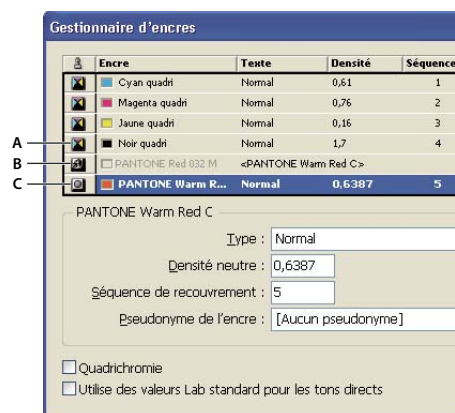 Gestionnaire d'encres
Encre Texte Densité Séquence
Cyan quadri Normal 0,61 1
Magenta quadri Normal 0,76 2
Jaune quadri Normal 0,16 3
A Noir quadri Normal 1,7 4
B PANTONE Red 032 M <PANTONE Warm Red C>
C PANTONE Warm R... Normal 0,6387 5
PANTONE Warm Red C
Type : Normal
Densité neutre : 0,6387
Séquence de recouvrement : 5
Pseudonyme de l'encre : [Aucun pseudonyme]
Quadrichromie
Utilise des valeurs Lab standard pour les tons directs